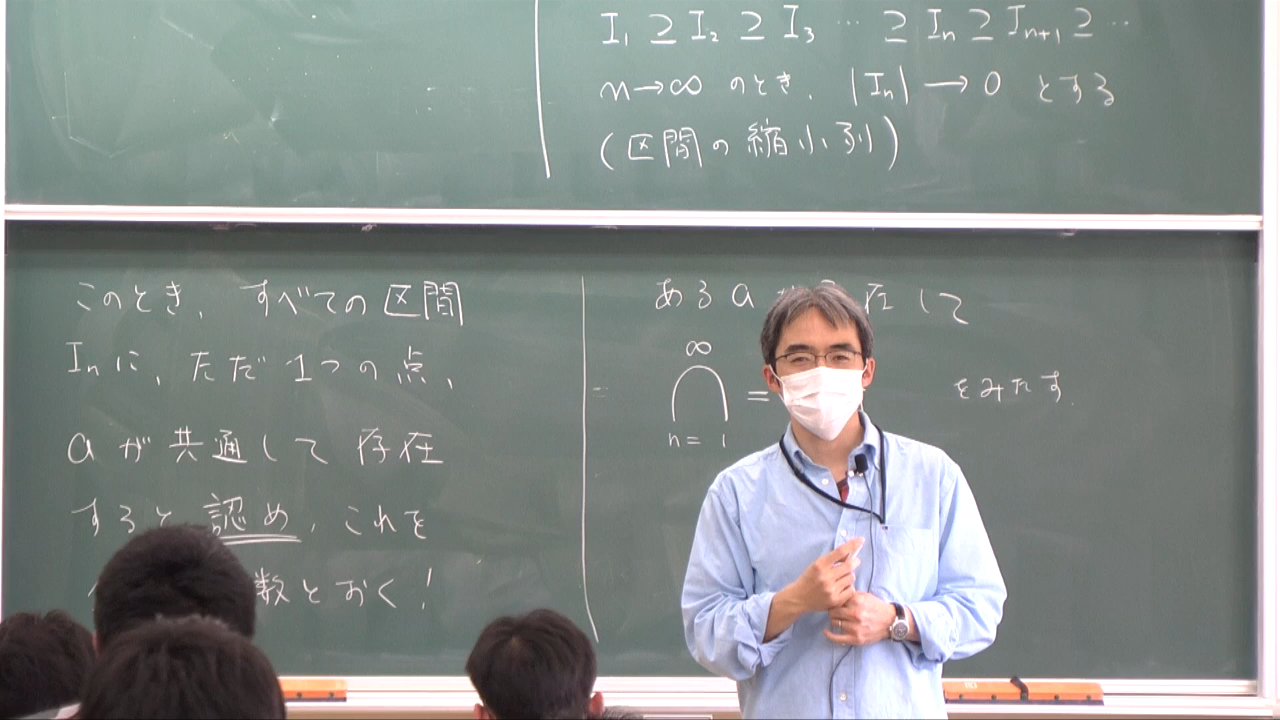 I₁ ⊇ I₂ ⊇ I₃ … ⊇ Iₙ ⊇ Iₙ₊₁ ⊇ …
n→∞ のとき、|Iₙ| → 0 とする
(区間の縮小列)
このとき、すべての区間
Iₙに、ただ1つの点、
aが共通して存在
すると認め、これを
数とおく!
ある a 存して
∞
⋂ =
n = 1
をみたす.